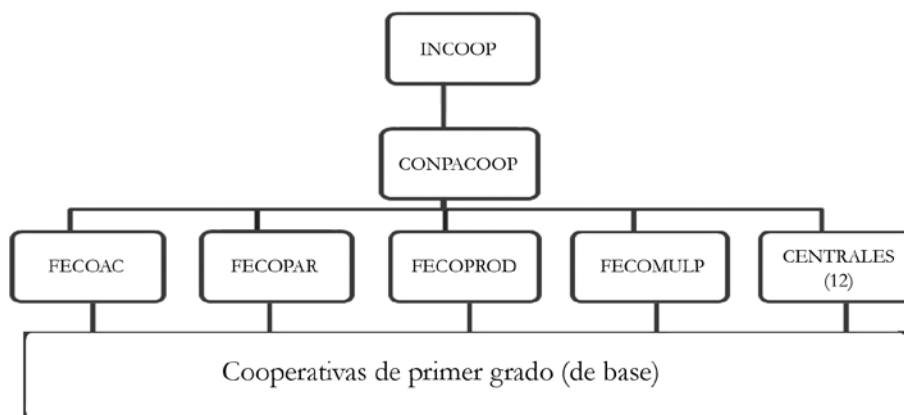 INCOOP
CONPACOOP
FECOAC
FECOPAR
FECOPROD
FECOMULP
CENTRALES
(12)
Cooperativas de primer grado (de base)